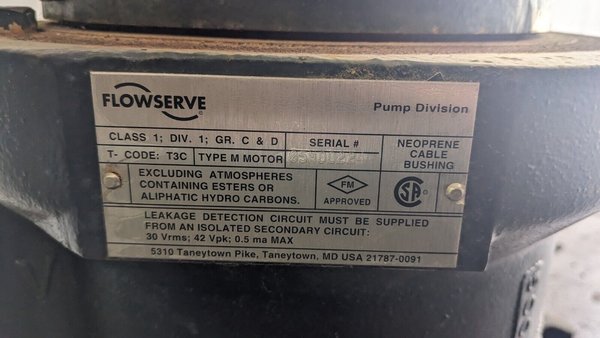 FLOWSERVE
Pump Division
CLASS 1; DIV. 1; GR. C & D
SERIAL #
NEOPRENE
CABLE
BUSHING
T- CODE: T3C
TYPE M MOTOR
EXCLUDING ATMOSPHERES
CONTAINING ESTERS OR
ALIPHATIC HYDRO CARBONS.
FM
APPROVED
SA
LEAKAGE DETECTION CIRCUIT MUST BE SUPPLIED
FROM AN ISOLATED SECONDARY CIRCUIT:
30 Vrms; 42 Vpk; 0.5 ma MAX
5310 Taneytown Pike, Taneytown, MD USA 21787-0091